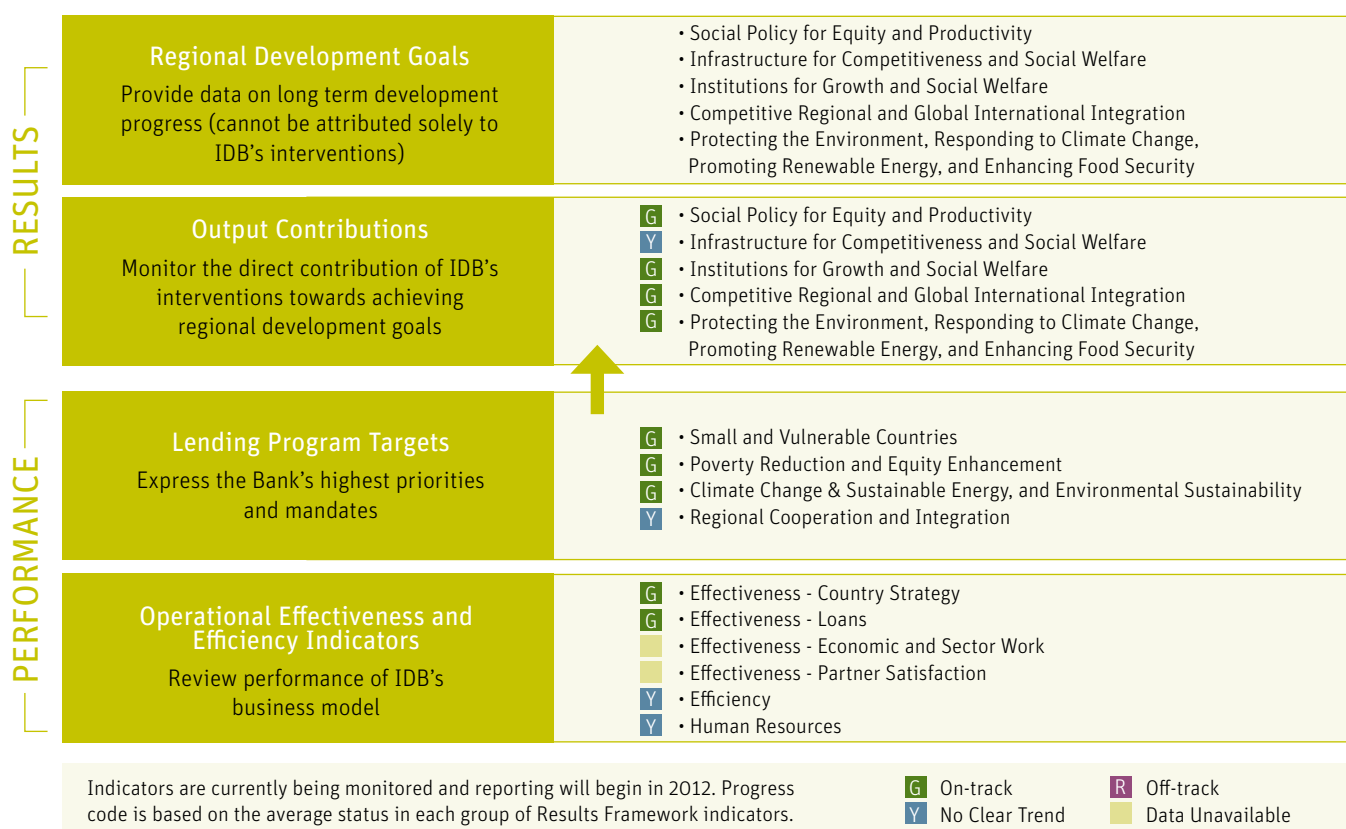 RESULTS
Regional Development Goals
Provide data on long term development
progress (cannot be attributed solely to
IDB's interventions)
• Social Policy for Equity and Productivity
• Infrastructure for Competitiveness and Social Welfare
• Institutions for Growth and Social Welfare
• Competitive Regional and Global International Integration
• Protecting the Environment, Responding to Climate Change,
Promoting Renewable Energy, and Enhancing Food Security
Output Contributions
Monitor the direct contribution of IDB's
interventions towards achieving
regional development goals
G • Social Policy for Equity and Productivity
Y • Infrastructure for Competitiveness and Social Welfare
G • Institutions for Growth and Social Welfare
G • Competitive Regional and Global International Integration
G • Protecting the Environment, Responding to Climate Change,
Promoting Renewable Energy, and Enhancing Food Security
PERFORMANCE
Lending Program Targets
Express the Bank's highest priorities
and mandates
G • Small and Vulnerable Countries
G • Poverty Reduction and Equity Enhancement
G • Climate Change & Sustainable Energy, and Environmental Sustainability
Y • Regional Cooperation and Integration
Operational Effectiveness and
Efficiency Indicators
Review performance of IDB's
business model
G • Effectiveness - Country Strategy
G • Effectiveness - Loans
• Effectiveness - Economic and Sector Work
• Effectiveness - Partner Satisfaction
Y • Efficiency
Y • Human Resources
Indicators are currently being monitored and reporting will begin in 2012. Progress
code is based on the average status in each group of Results Framework indicators.
G On-track
Y No Clear Trend
R Off-track
Data Unavailable